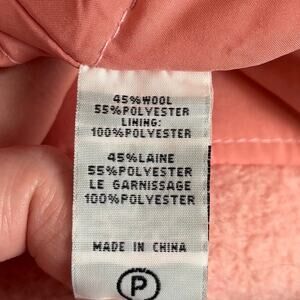 45%WOOL
55%POLYESTER
LINING:
100%POLYESTER
45%LAINE
55%POLYESTER
LE GARNISSAGE
100%POLYESTER
MADE IN CHINA
P